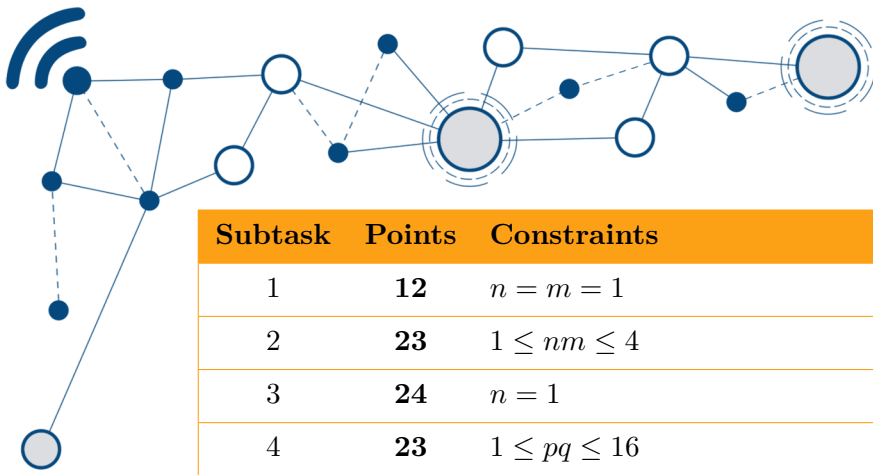 Subtask Points Constraints
1 12 n = m = 1
2 23 1 ≤ nm ≤ 4
3 24 n = 1
4 23 1 ≤ pq ≤ 16